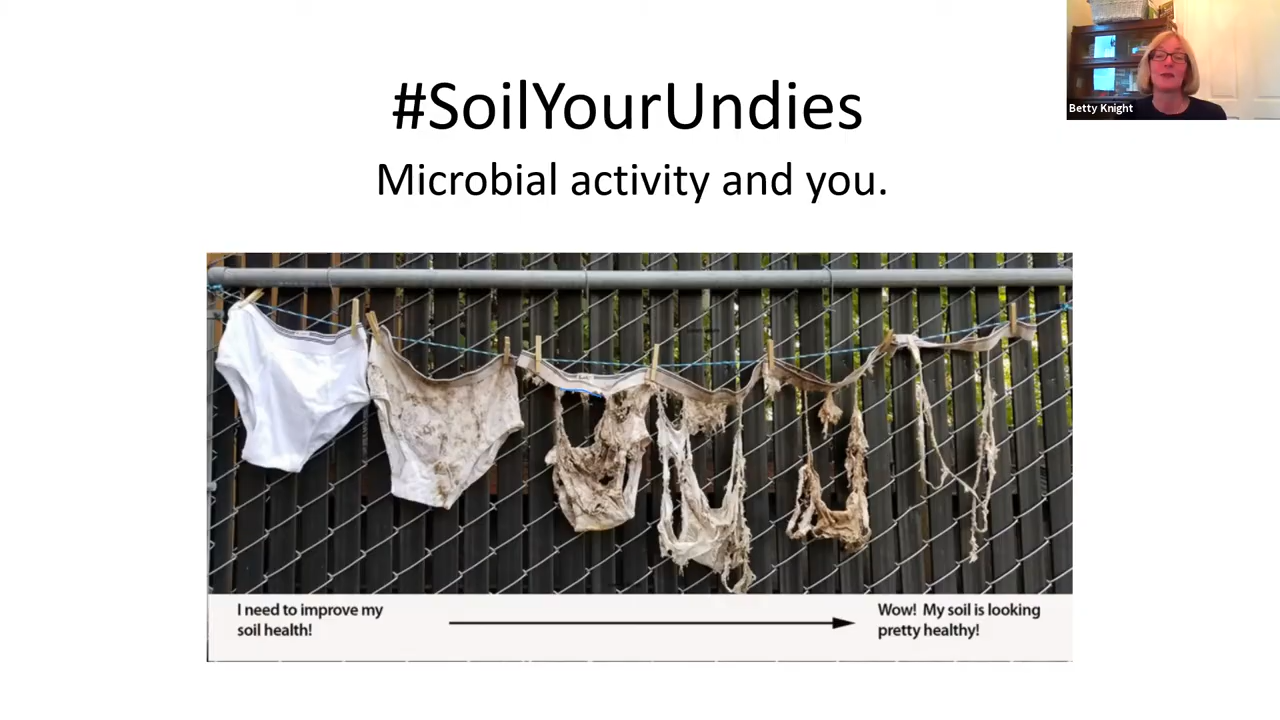 #SoilYourUndies
Microbial activity and you.
Betty Knight
I need to improve my
soil health!
Wow! My soil is looking
pretty healthy!